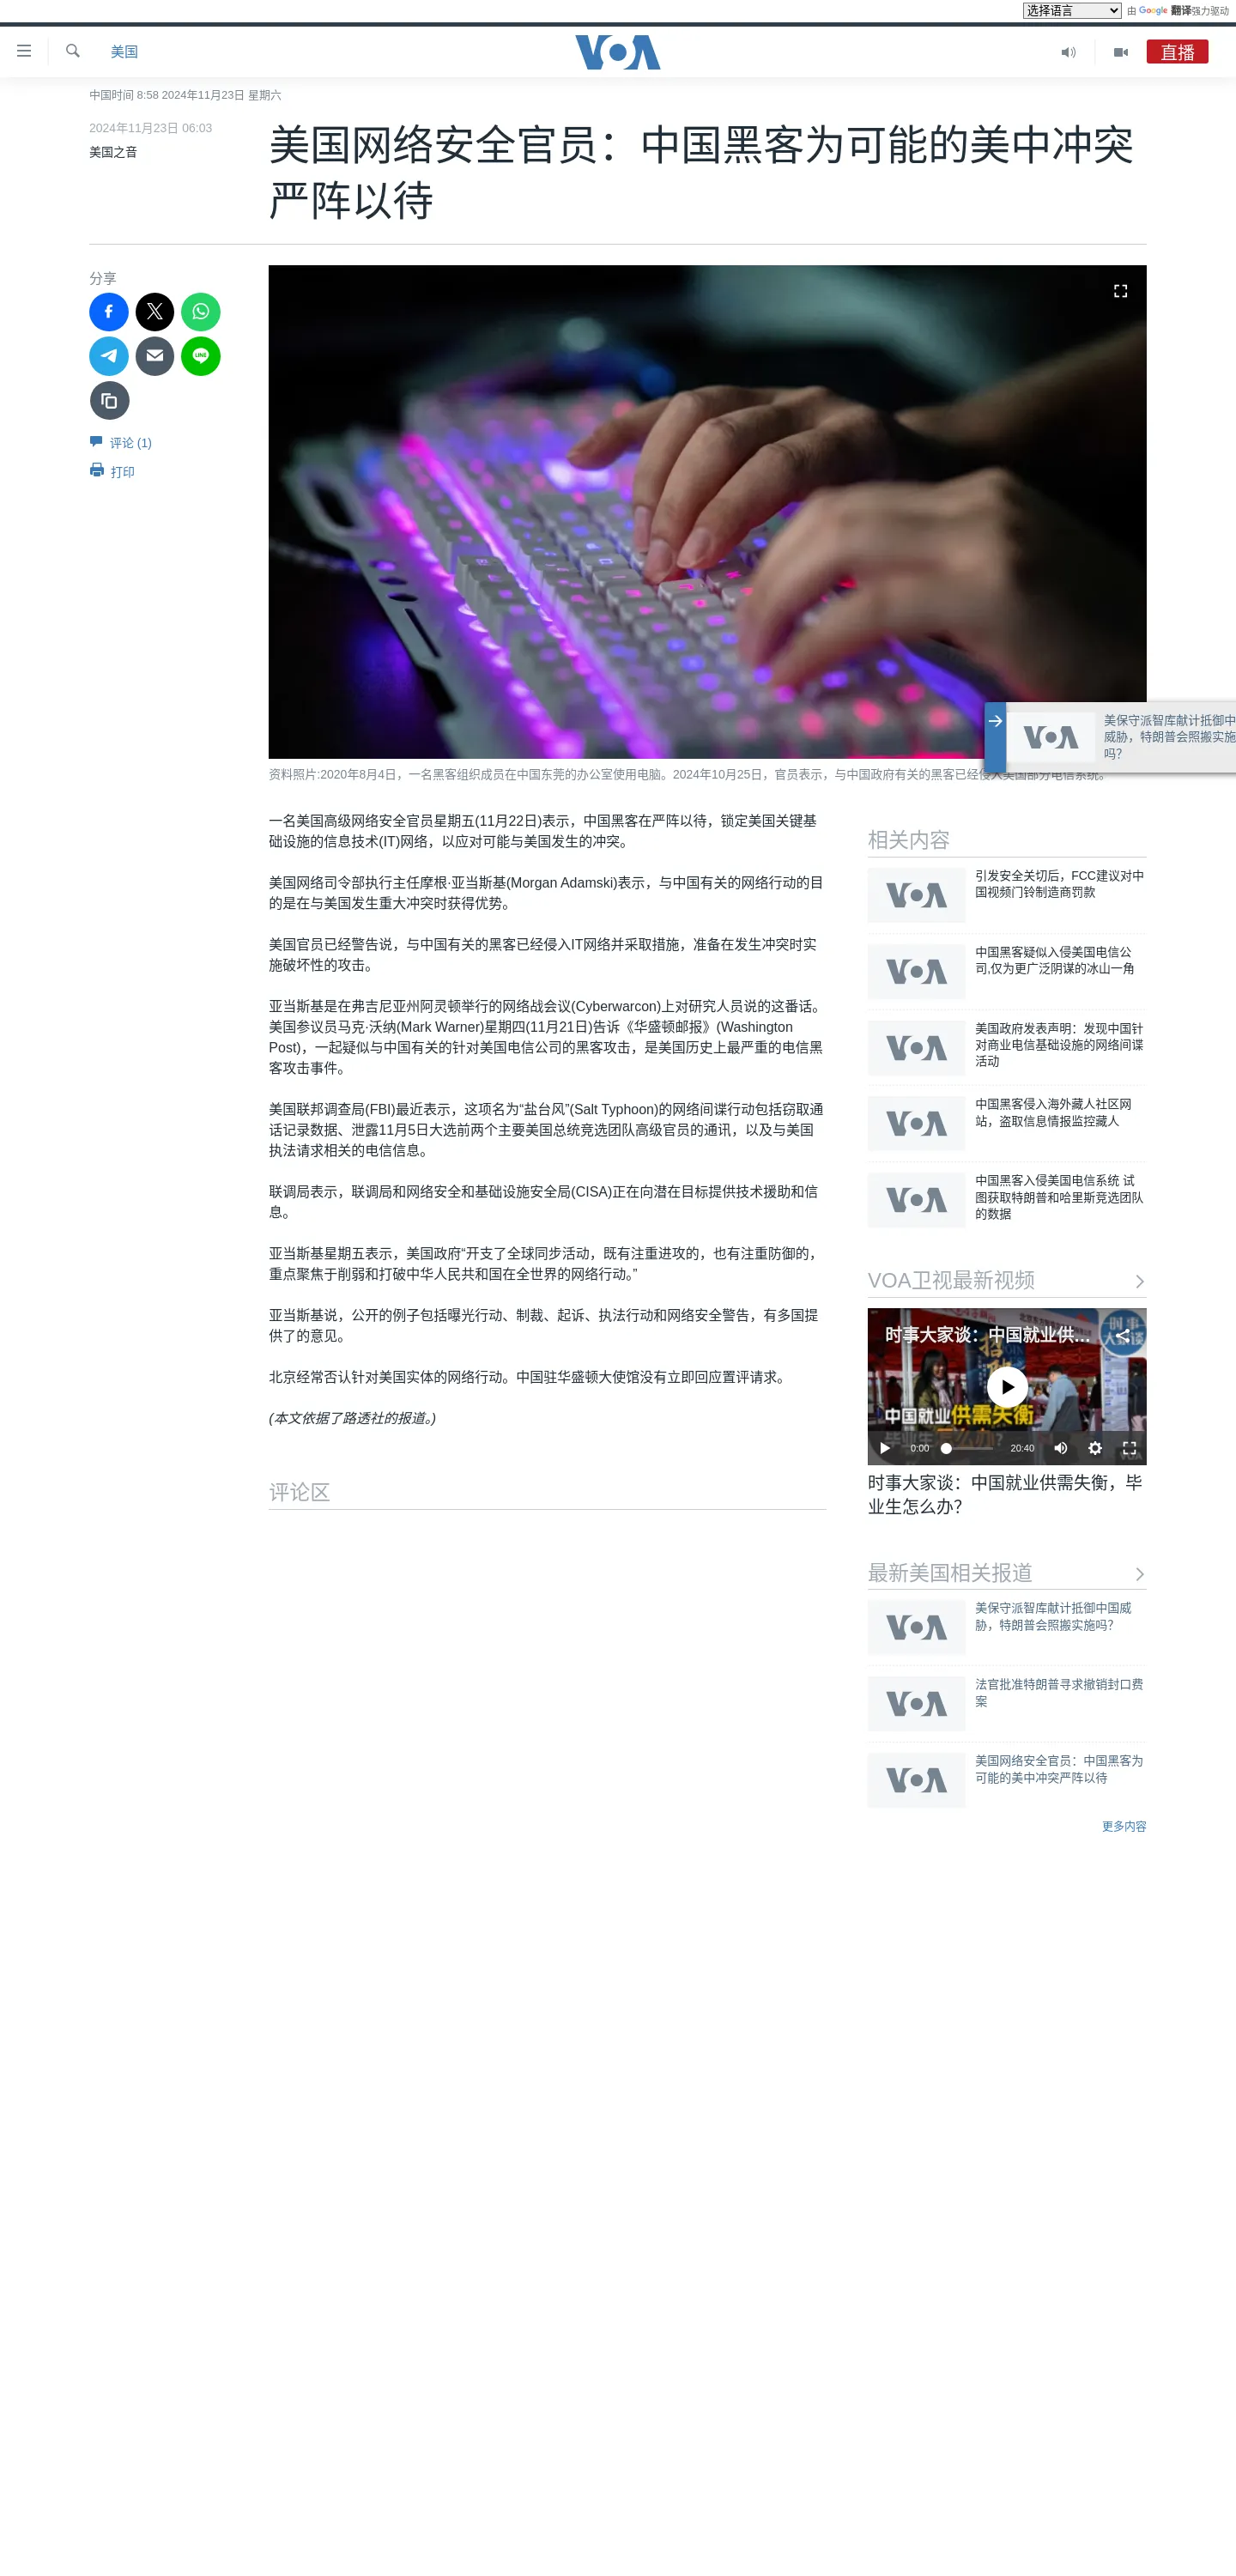 选择语言 由 Google 翻译强力驱动
美国
VOA
直播
中国时间 8:58 2024年11月23日 星期六
2024年11月23日 06:03
美国之音
美国网络安全官员：中国黑客为可能的美中冲突
严阵以待
分享
评论 (1)
打印
美保守派智库献计抵御中
威胁，特朗普会照搬实施
吗？
资料照片:2020年8月4日，一名黑客组织成员在中国东莞的办公室使用电脑。2024年10月25日，官员表示，与中国政府有关的黑客已经侵入美国部分电信系统。
一名美国高级网络安全官员星期五(11月22日)表示，中国黑客在严阵以待，锁定美国关键基
础设施的信息技术(IT)网络，以应对可能与美国发生的冲突。
美国网络司令部执行主任摩根·亚当斯基(Morgan Adamski)表示，与中国有关的网络行动的目
的是在与美国发生重大冲突时获得优势。
美国官员已经警告说，与中国有关的黑客已经侵入IT网络并采取措施，准备在发生冲突时实
施破坏性的攻击。
亚当斯基是在弗吉尼亚州阿灵顿举行的网络战会议(Cyberwarcon)上对研究人员说的这番话。
美国参议员马克·沃纳(Mark Warner)星期四(11月21日)告诉《华盛顿邮报》(Washington
Post)，一起疑似与中国有关的针对美国电信公司的黑客攻击，是美国历史上最严重的电信黑
客攻击事件。
美国联邦调查局(FBI)最近表示，这项名为“盐台风”(Salt Typhoon)的网络间谍行动包括窃取通
话记录数据、泄露11月5日大选前两个主要美国总统竞选团队高级官员的通讯，以及与美国
执法请求相关的电信信息。
联调局表示，联调局和网络安全和基础设施安全局(CISA)正在向潜在目标提供技术援助和信
息。
亚当斯基星期五表示，美国政府“开支了全球同步活动，既有注重进攻的，也有注重防御的，
重点聚焦于削弱和打破中华人民共和国在全世界的网络行动。”
亚当斯基说，公开的例子包括曝光行动、制裁、起诉、执法行动和网络安全警告，有多国提
供了的意见。
北京经常否认针对美国实体的网络行动。中国驻华盛顿大使馆没有立即回应置评请求。
(本文依据了路透社的报道。)
评论区
相关内容
VOA
引发安全关切后，FCC建议对中
国视频门铃制造商罚款
VOA
中国黑客疑似入侵美国电信公
司,仅为更广泛阴谋的冰山一角
VOA
美国政府发表声明：发现中国针
对商业电信基础设施的网络间谍
活动
VOA
中国黑客侵入海外藏人社区网
站，盗取信息情报监控藏人
VOA
中国黑客入侵美国电信系统 试
图获取特朗普和哈里斯竞选团队
的数据
VOA卫视最新视频
时事大家谈：中国就业供...
时事
大家谈
中国就业供需失衡
毕业生怎么办？
0:00
20:40
时事大家谈：中国就业供需失衡，毕
业生怎么办？
最新美国相关报道
VOA
美保守派智库献计抵御中国威
胁，特朗普会照搬实施吗？
VOA
法官批准特朗普寻求撤销封口费
案
VOA
美国网络安全官员：中国黑客为
可能的美中冲突严阵以待
更多内容